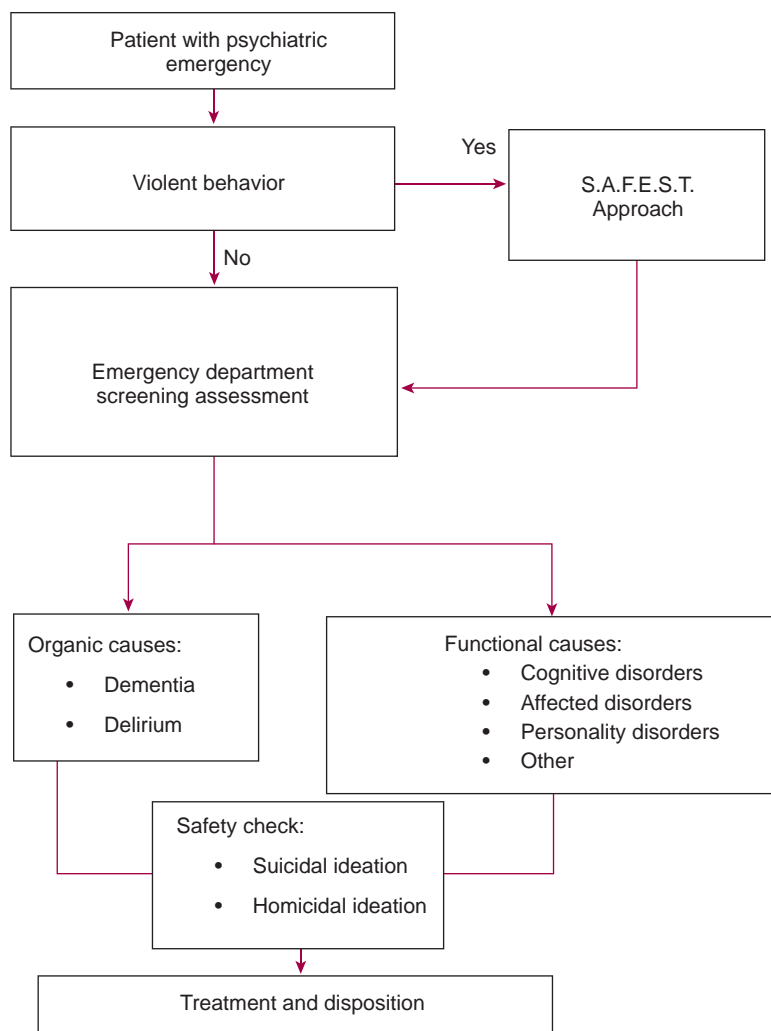 Patient with psychiatric
emergency
Violent behavior
Yes
S.A.F.E.S.T.
Approach
No
Emergency department
screening assessment
Organic causes:
• Dementia
• Delirium
Functional causes:
• Cognitive disorders
• Affected disorders
• Personality disorders
• Other
Safety check:
• Suicidal ideation
• Homicidal ideation
Treatment and disposition